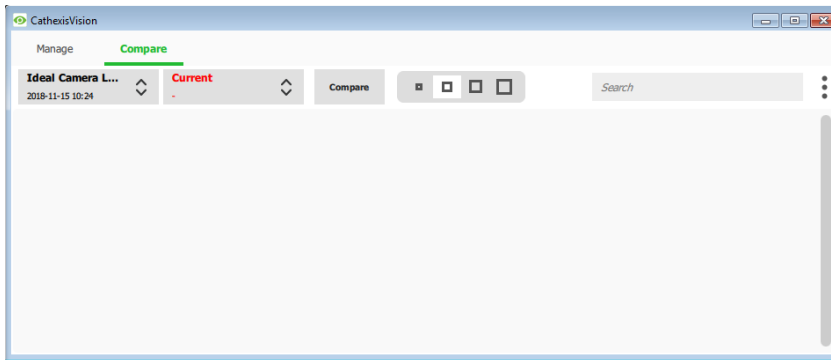 CathexisVision
Manage Compare
Ideal Camera L... Current Compare Search
2018-11-15 10:24 -